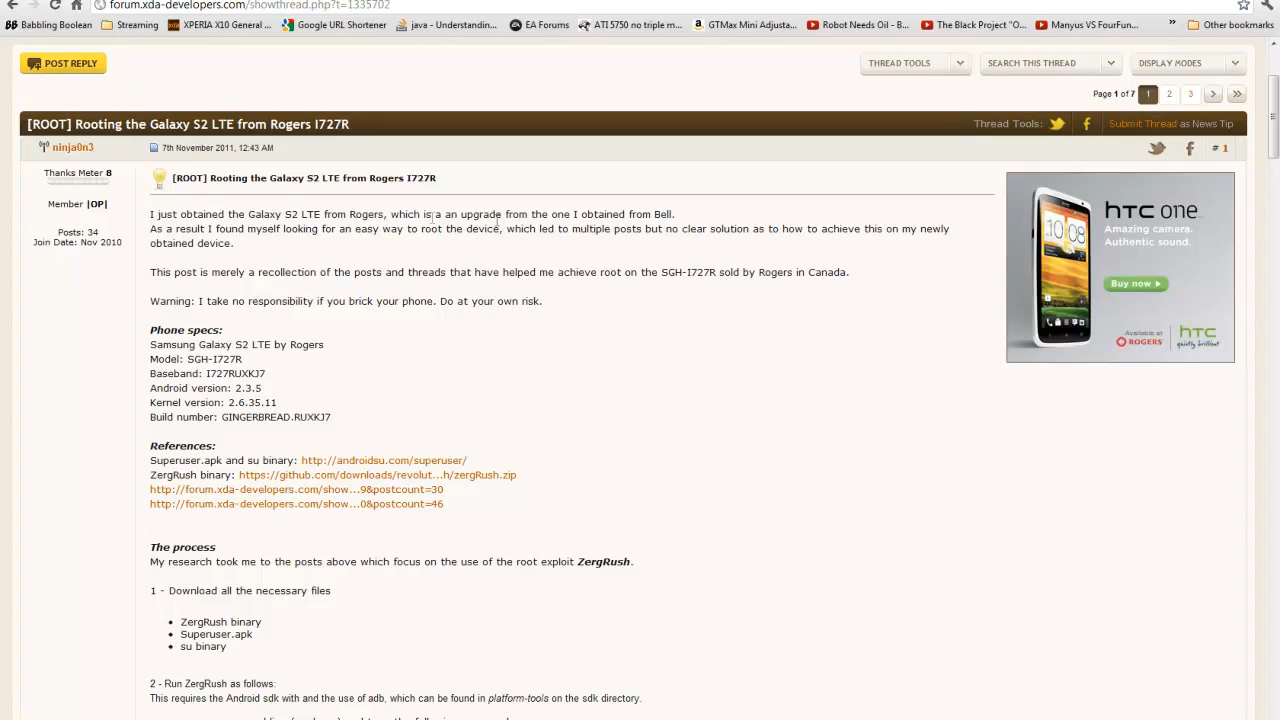 forum.xda-developers.com/showthread.php?t=1335702
Babbling Boolean Streaming XPERIA X10 General ... Google URL Shortener java - Understandin... EA Forums ATI 5750 no triple m... GTMax Mini Adjusta... Robot Needs Oil - B... The Black Project "O... Manyus VS FourFun... » Other bookmarks
POST REPLY THREAD TOOLS SEARCH THIS THREAD DISPLAY MODES
Page 1 of 7 1 2 3 > >>
[ROOT] Rooting the Galaxy S2 LTE from Rogers I727R Thread Tools: Submit Thread as News Tip
ninja0n3 7th November 2011, 12:43 AM # 1
Thanks Meter 8
Member |OP|
Posts: 34
Join Date: Nov 2010
[ROOT] Rooting the Galaxy S2 LTE from Rogers I727R
I just obtained the Galaxy S2 LTE from Rogers, which is a an upgrade from the one I obtained from Bell.
As a result I found myself looking for an easy way to root the device, which led to multiple posts but no clear solution as to how to achieve this on my newly
obtained device.
This post is merely a recollection of the posts and threads that have helped me achieve root on the SGH-I727R sold by Rogers in Canada.
Warning: I take no responsibility if you brick your phone. Do at your own risk.
Phone specs:
Samsung Galaxy S2 LTE by Rogers
Model: SGH-I727R
Baseband: I727RUXKJ7
Android version: 2.3.5
Kernel version: 2.6.35.11
Build number: GINGERBREAD.RUXKJ7
References:
Superuser.apk and su binary: http://androidsu.com/superuser/
ZergRush binary: https://github.com/downloads/revolut...h/zergRush.zip
http://forum.xda-developers.com/show...9&postcount=30
http://forum.xda-developers.com/show...0&postcount=46
The process
My research took me to the posts above which focus on the use of the root exploit ZergRush.
1 - Download all the necessary files
• ZergRush binary
• Superuser.apk
• su binary
2 - Run ZergRush as follows:
This requires the Android sdk with and the use of adb, which can be found in platform-tools on the sdk directory.
htc one
Amazing camera.
Authentic sound.
Buy now
Available at
ROGERS
htc
quietly brilliant
10:08